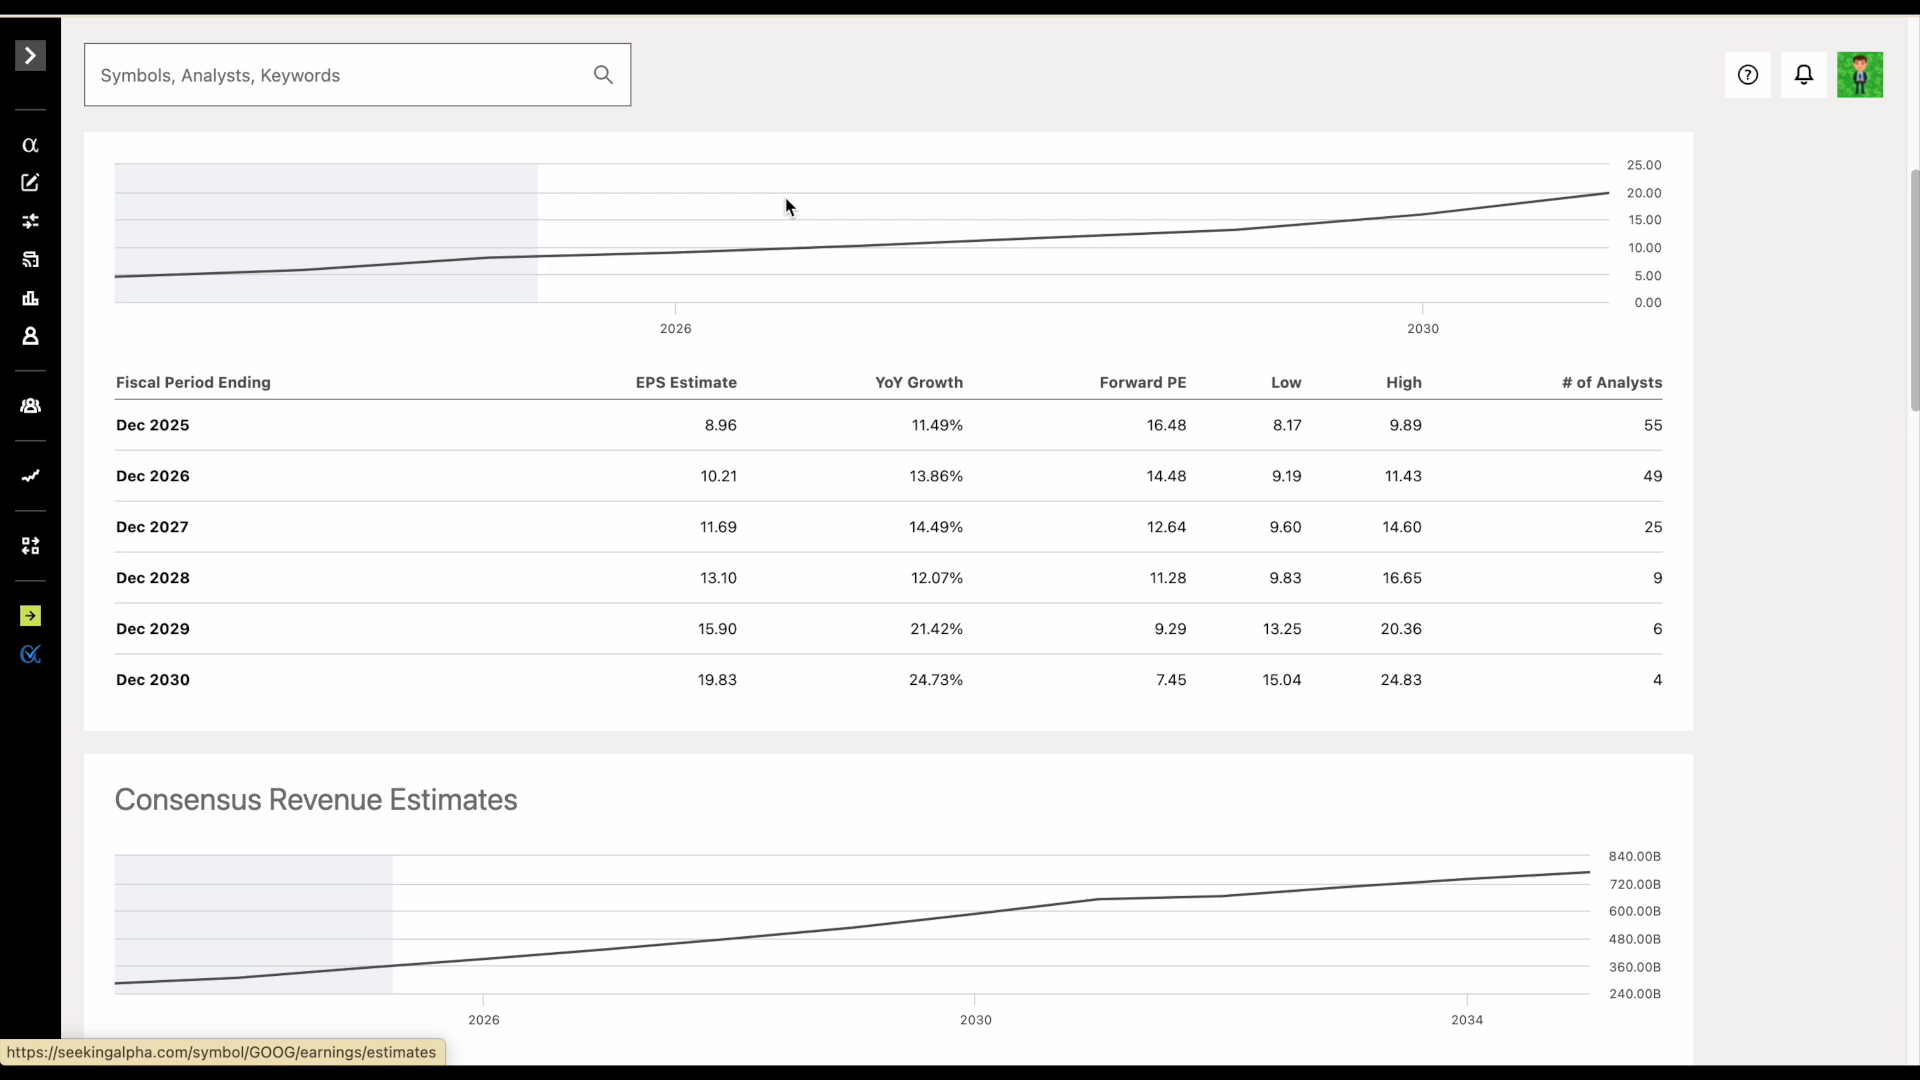 Symbols, Analysts, Keywords
25.00
20.00
15.00
10.00
5.00
0.00
2026 2030
Fiscal Period Ending EPS Estimate YoY Growth Forward PE Low High # of Analysts
Dec 2025 8.96 11.49% 16.48 8.17 9.89 55
Dec 2026 10.21 13.86% 14.48 9.19 11.43 49
Dec 2027 11.69 14.49% 12.64 9.60 14.60 25
Dec 2028 13.10 12.07% 11.28 9.83 16.65 9
Dec 2029 15.90 21.42% 9.29 13.25 20.36 6
Dec 2030 19.83 24.73% 7.45 15.04 24.83 4
Consensus Revenue Estimates
840.00B
720.00B
600.00B
480.00B
360.00B
240.00B
2026 2030 2034
https://seekingalpha.com/symbol/GOOG/earnings/estimates